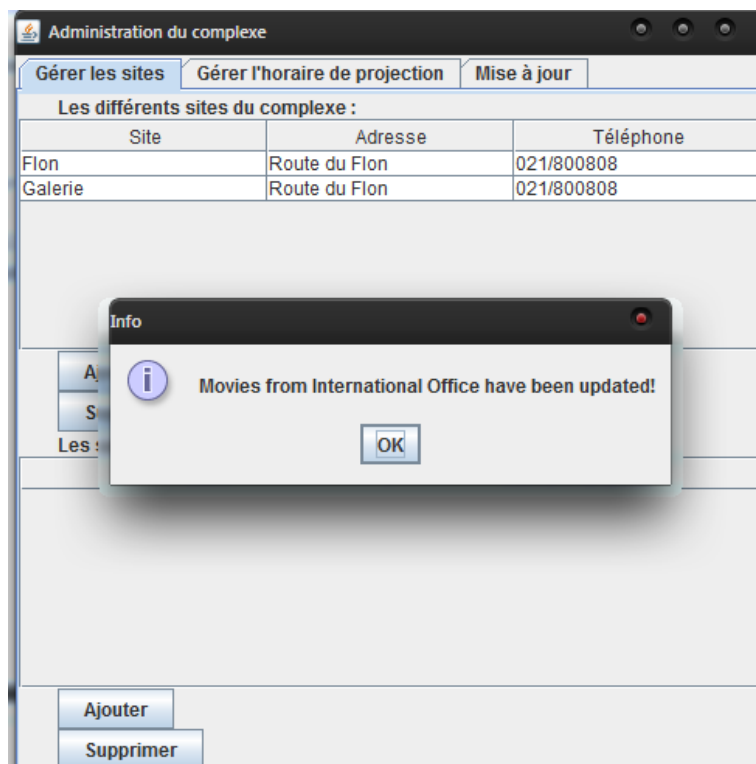 Administration du complexe
Gérer les sites Gérer l'horaire de projection Mise à jour
Les différents sites du complexe :
Site Adresse Téléphone
Flon Route du Flon 021/800808
Galerie Route du Flon 021/800808
Info
Movies from International Office have been updated!
OK
Les
Ajouter
Supprimer